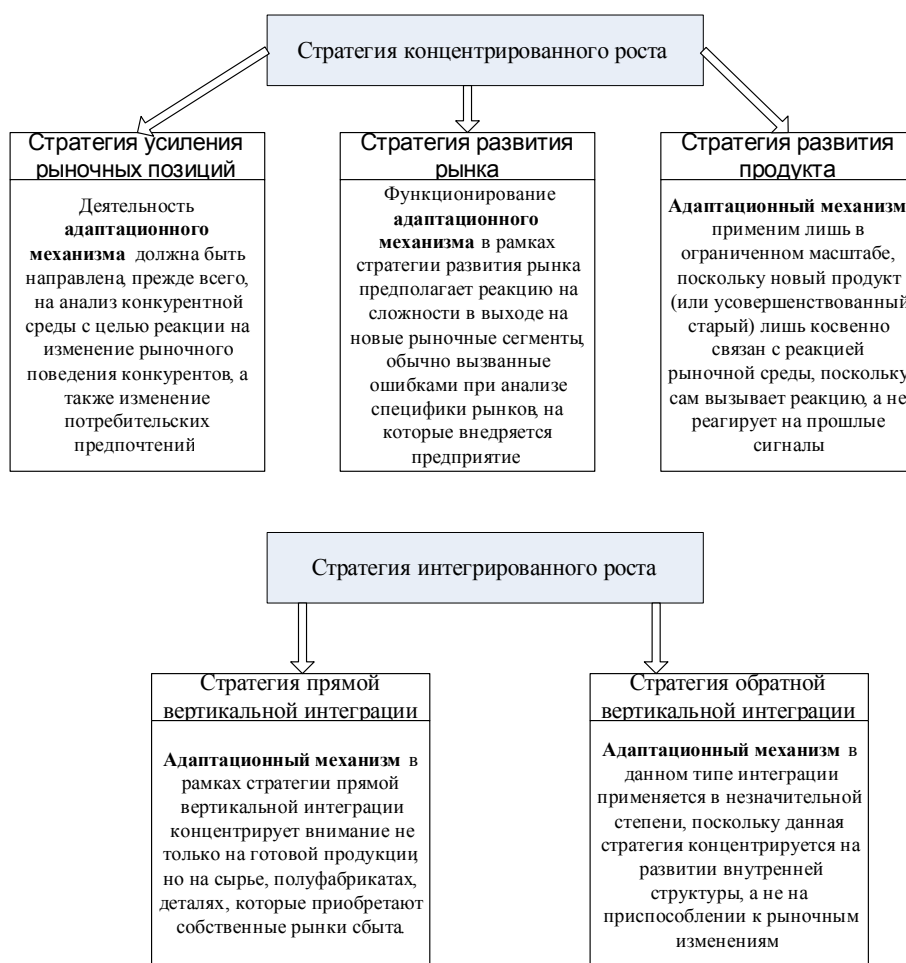 Стратегия концентрированного роста
Стратегия усиления
рыночных позиций
Деятельность
адаптационного
механизма должна быть
направлена, прежде всего,
на анализ конкурентной
среды с целью реакции на
изменение рыночного
поведения конкурентов, а
также изменение
потребительских
предпочтений
Стратегия развития
рынка
Функционирование
адаптационного
механизма в рамках
стратегии развития рынка
предполагает реакцию на
сложности в выходе на
новые рыночные сегменты,
обычно вызванные
ошибками при анализе
специфики рынков, на
которые внедряется
предприятие
Стратегия развития
продукта
Адаптационный механизм
применим лишь в
ограниченном масштабе,
поскольку новый продукт
(или усовершенствованный
старый) лишь косвенно
связан с реакцией
рыночной среды, поскольку
сам вызывает реакцию, а не
реагирует на прошлые
сигналы
Стратегия интегрированного роста
Стратегия прямой
вертикальной интеграции
Адаптационный механизм в
рамках стратегии прямой
вертикальной интеграции
концентрирует внимание не
только на готовой продукции,
но на сырье, полуфабрикатах,
деталях, которые приобретают
собственные рынки сбыта.
Стратегия обратной
вертикальной интеграции
Адаптационный механизм в
данном типе интеграции
применяется в незначительной
степени, поскольку данная
стратегия концентрируется на
развитии внутренней
структуры, а не на
приспособлении к рыночным
изменениям